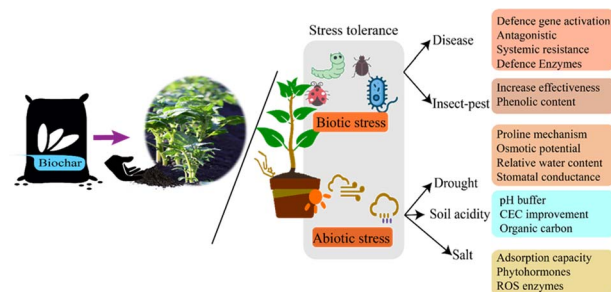 Stress tolerance
Biochar
Biotic stress
Abiotic stress
Disease
Insect-pest
Drought
Soil acidity
Salt
Defence gene activation
Antagonistic
Systemic resistance
Defence Enzymes
Increase effectiveness
Phenolic content
Proline mechanism
Osmotic potential
Relative water content
Stomatal conductance
pH buffer
CEC improvement
Organic carbon
Adsorption capacity
Phytohormones
ROS enzymes